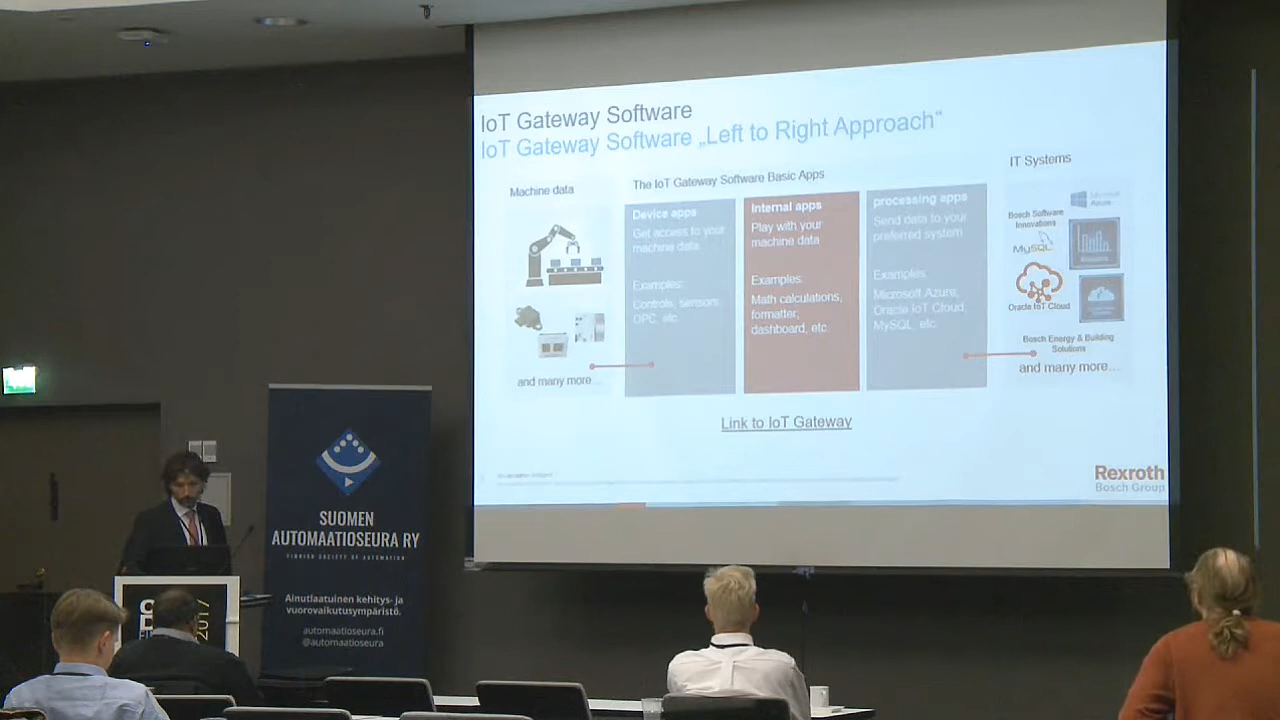 IoT Gateway Software
IoT Gateway Software „Left to Right Approach“
Machine data
The IoT Gateway Software Basic Apps
IT Systems
Device apps
Get access to your
machine data
Examples:
Controls, sensors,
OPC, etc.
and many more...
Internal apps
Play with your
machine data
Examples:
Math calculations,
formatter,
dashboard, etc.
processing apps
Send data to your
preferred system
Examples:
Microsoft Azure,
Oracle IoT Cloud,
MySQL, etc.
Microsoft
Azure
Bosch Software
Innovations
MySQL
Oracle IoT Cloud
Bosch Energy & Building
Solutions
and many more...
Link to IoT Gateway
Rexroth
Bosch Group
SUOMEN
AUTOMAATIOSEURA RY
FINNISH SOCIETY OF AUTOMATION
Ainutlaatuinen kehitys- ja
vuorovaikutusympäristö.
automaatioseura.fi
@automaatioseura
2017